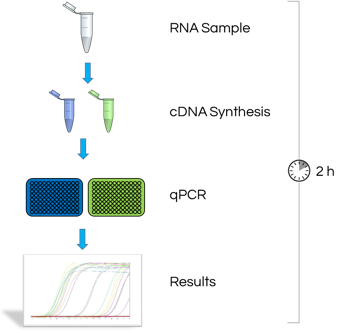 RNA Sample
cDNA Synthesis
2 h
qPCR
Results